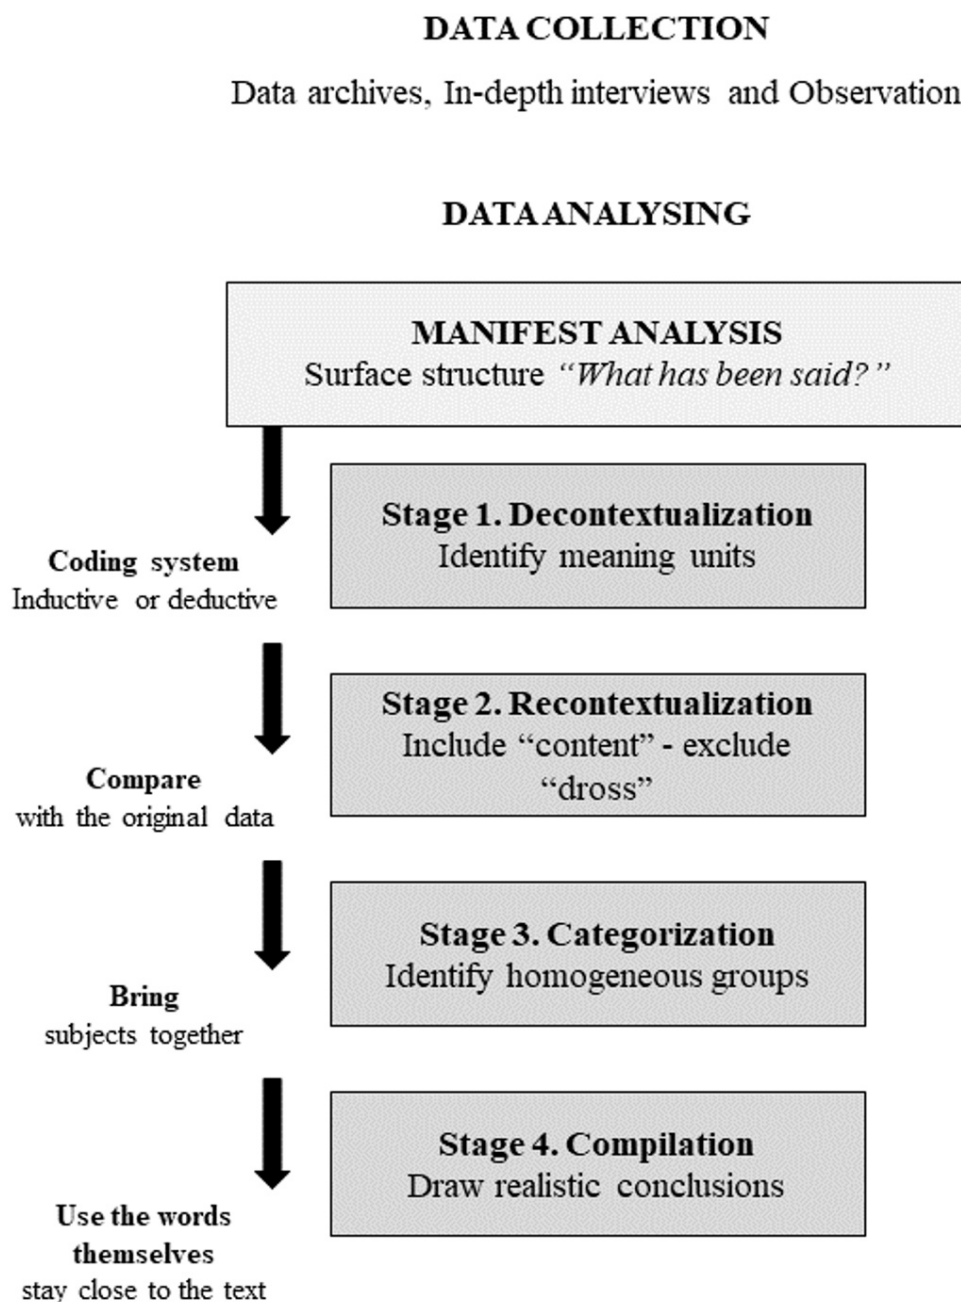 DATA COLLECTION
Data archives, In-depth interviews and Observation
DATA ANALYSING
MANIFEST ANALYSIS
Surface structure “What has been said?”
Stage 1. Decontextualization
Identify meaning units
Coding system
Inductive or deductive
Stage 2. Recontextualization
Include “content” - exclude
“dross”
Compare
with the original data
Stage 3. Categorization
Identify homogeneous groups
Bring
subjects together
Stage 4. Compilation
Draw realistic conclusions
Use the words
themselves
stay close to the text